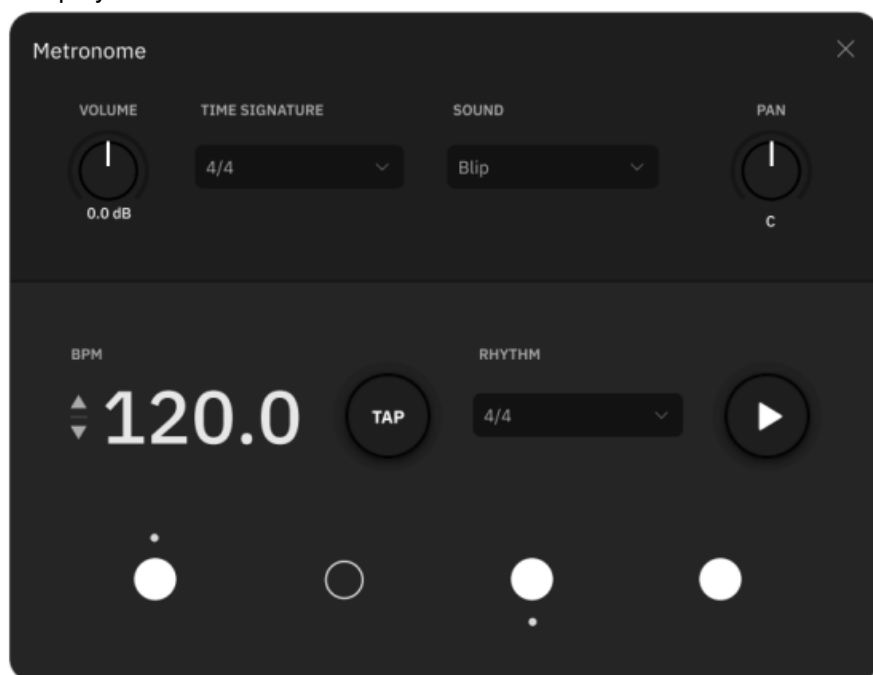 Metronome
VOLUME TIME SIGNATURE SOUND PAN
4/4 Blip
0.0 dB C
BPM RHYTHM
120.0 TAP 4/4